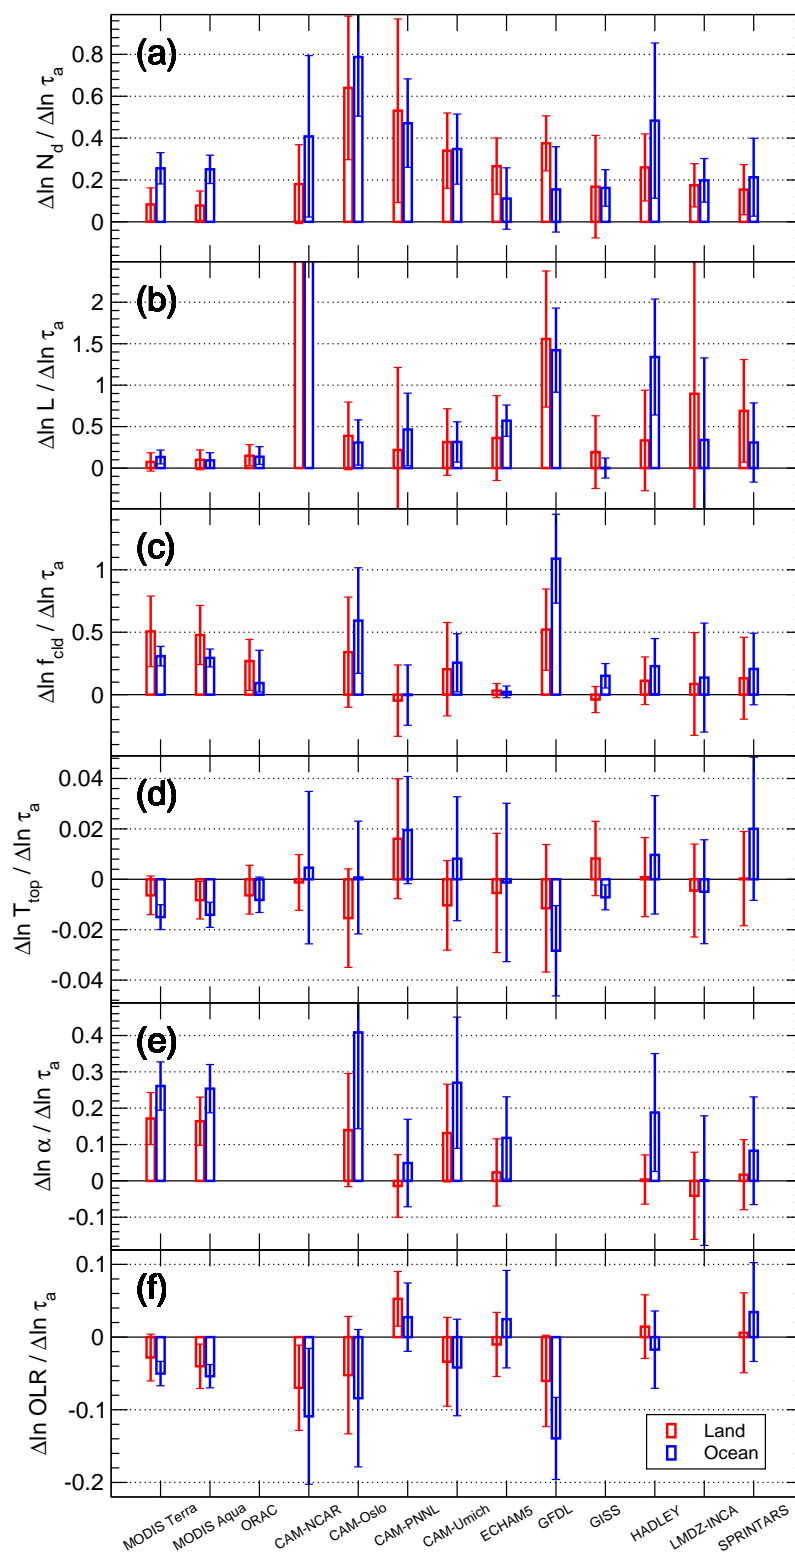 (a)
Δln N_d / Δln τ_a
0.8
0.6
0.4
0.2
0
(b)
Δln L / Δln τ_a
2
1.5
1
0.5
0
(c)
Δln f_cld / Δln τ_a
1
0.5
0
(d)
Δln T_top / Δln τ_a
0.04
0.02
0
-0.02
-0.04
(e)
Δln α / Δln τ_a
0.4
0.3
0.2
0.1
0
-0.1
(f)
Δln OLR / Δln τ_a
0.1
0
-0.1
-0.2
Land
Ocean
MODIS Terra
MODIS Aqua
ORAC
CAM-NCAR
CAM-Oslo
CAM-PNNL
CAM-Umich
ECHAM5
GFDL
GISS
HADLEY
LMDZ-INCA
SPRINTARS